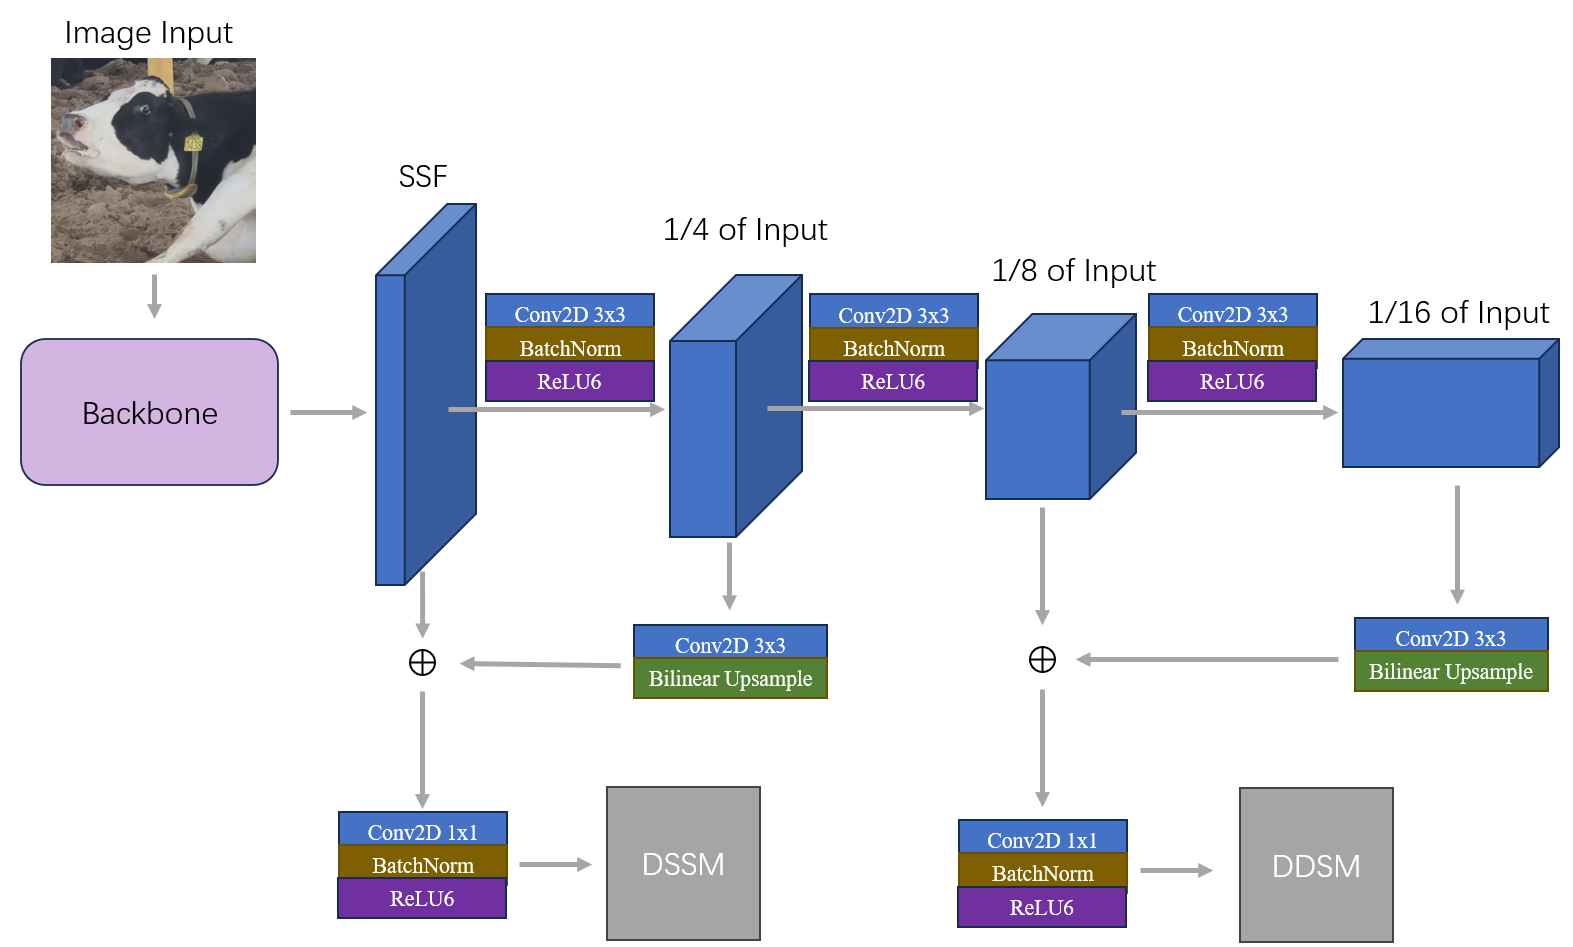 Image Input
SSF
1/4 of Input
1/8 of Input
1/16 of Input
Conv2D 3x3
BatchNorm
ReLU6
Conv2D 3x3
BatchNorm
ReLU6
Conv2D 3x3
BatchNorm
ReLU6
Backbone
Conv2D 3x3
Bilinear Upsample
Conv2D 3x3
Bilinear Upsample
Conv2D 1x1
BatchNorm
ReLU6
DSSM
Conv2D 1x1
BatchNorm
ReLU6
DDSM